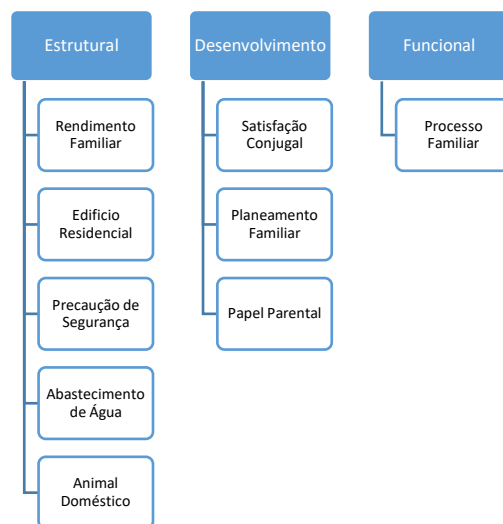 Estrutural
Rendimento
Familiar
Edificio
Residencial
Precaução de
Segurança
Abastecimento
de Água
Animal
Doméstico
Desenvolvimento
Satisfação
Conjugal
Planeamento
Familiar
Papel Parental
Funcional
Processo
Familiar